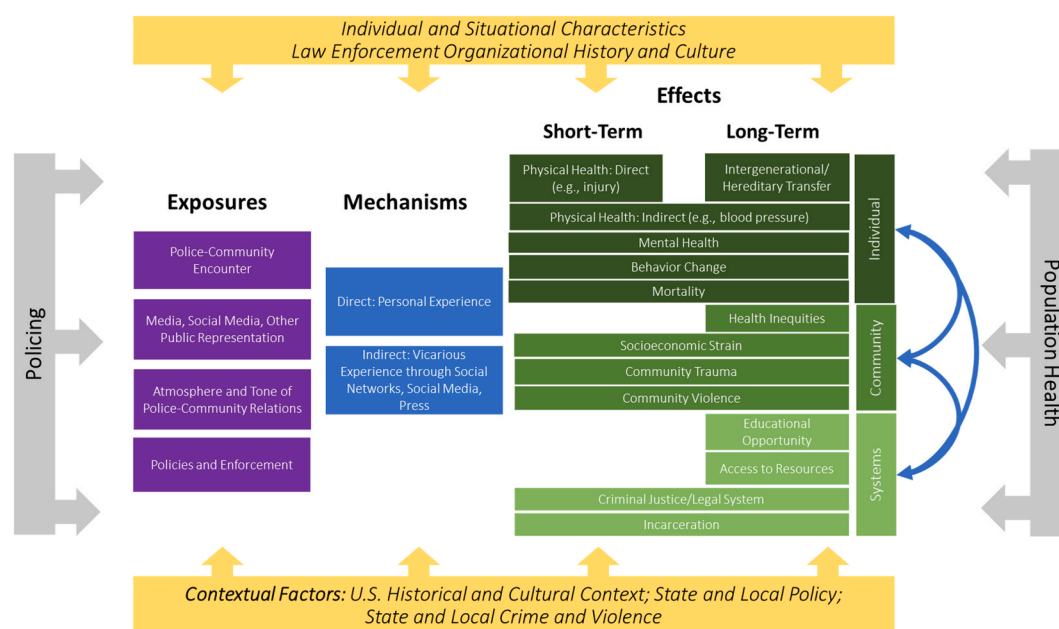 Individual and Situational Characteristics
Law Enforcement Organizational History and Culture
Effects
Short-Term
Long-Term
Policing
Exposures
Police-Community
Encounter
Media, Social Media, Other
Public Representation
Atmosphere and Tone of
Police-Community Relations
Policies and Enforcement
Mechanisms
Direct: Personal Experience
Indirect: Vicarious
Experience through Social
Networks, Social Media,
Press
Physical Health: Direct
(e.g., injury)
Intergenerational/
Hereditary Transfer
Physical Health: Indirect (e.g., blood pressure)
Mental Health
Behavior Change
Mortality
Individual
Health Inequities
Socioeconomic Strain
Community Trauma
Community Violence
Community
Educational
Opportunity
Access to Resources
Criminal Justice/Legal System
Incarceration
Systems
Population Health
Contextual Factors: U.S. Historical and Cultural Context; State and Local Policy;
State and Local Crime and Violence